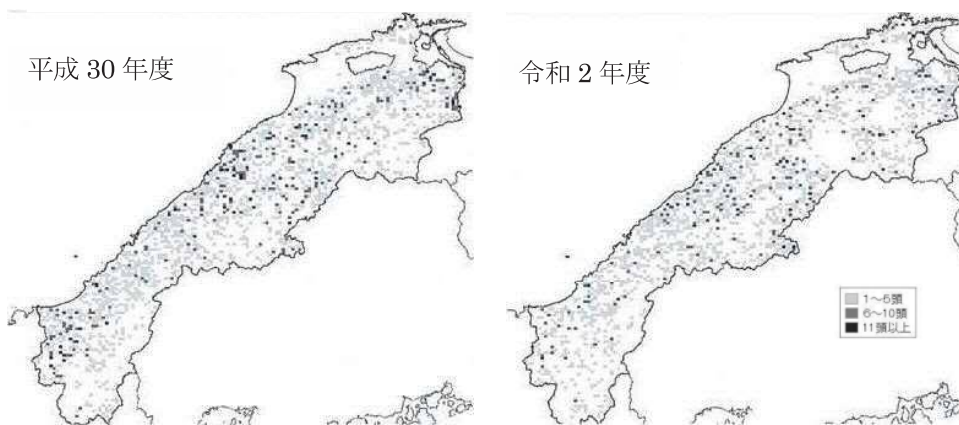 平成 30 年度
令和 2 年度
1～5頭
6～10頭
11頭以上